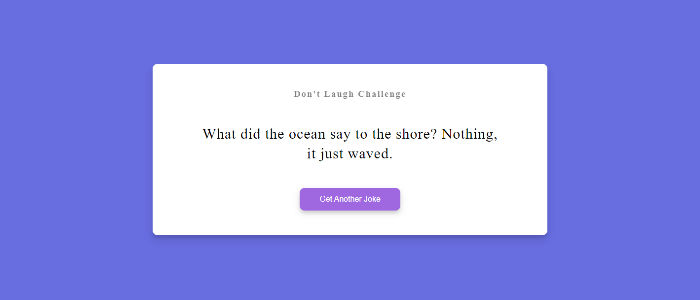 Don't Laugh Challenge
What did the ocean say to the shore? Nothing,
it just waved.
Get Another Joke